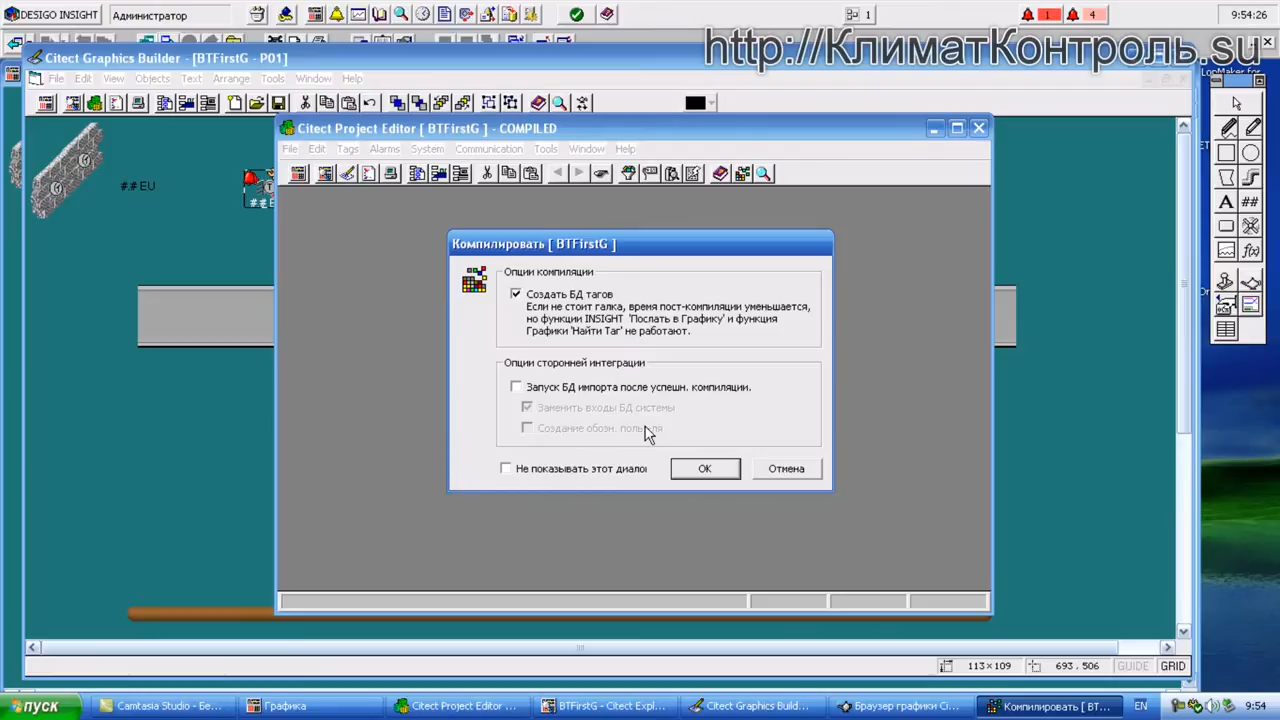 DESIGO INSIGHT
Администратор
1
1
4
9:54:26
http://КлиматКонтроль.su
Citect Graphics Builder - [BTFirstG - P01]
File Edit View Objects Text Arrange Tools Window Help
Citect Project Editor [ BTFirstG ] - COMPILED
File Edit Tags Alarms System Communication Tools Window Help
##EU
Компилировать [ BTFirstG ]
Опции компиляции
Создать БД тагов
Если не стоит галка, время пост-компиляции уменьшается,
но функции INSIGHT 'Послать в Графику' и функция
Графики 'Найти Таг' не работают.
Опции сторонней интеграции
Запуск БД импорта после успешн. компиляции.
Заменить входы БД системы
Создание обозн. пользля
Не показывать этот диалог
OK
Отмена
A
##
f(x)
113×109
693, 506
GUIDE
GRID
пуск
Camtasia Studio - Бе...
Графика
Citect Project Editor ...
BTFirstG - Citect Expl...
Citect Graphics Build...
Браузер графики Ci...
Компилировать [ BT...
EN
9:54